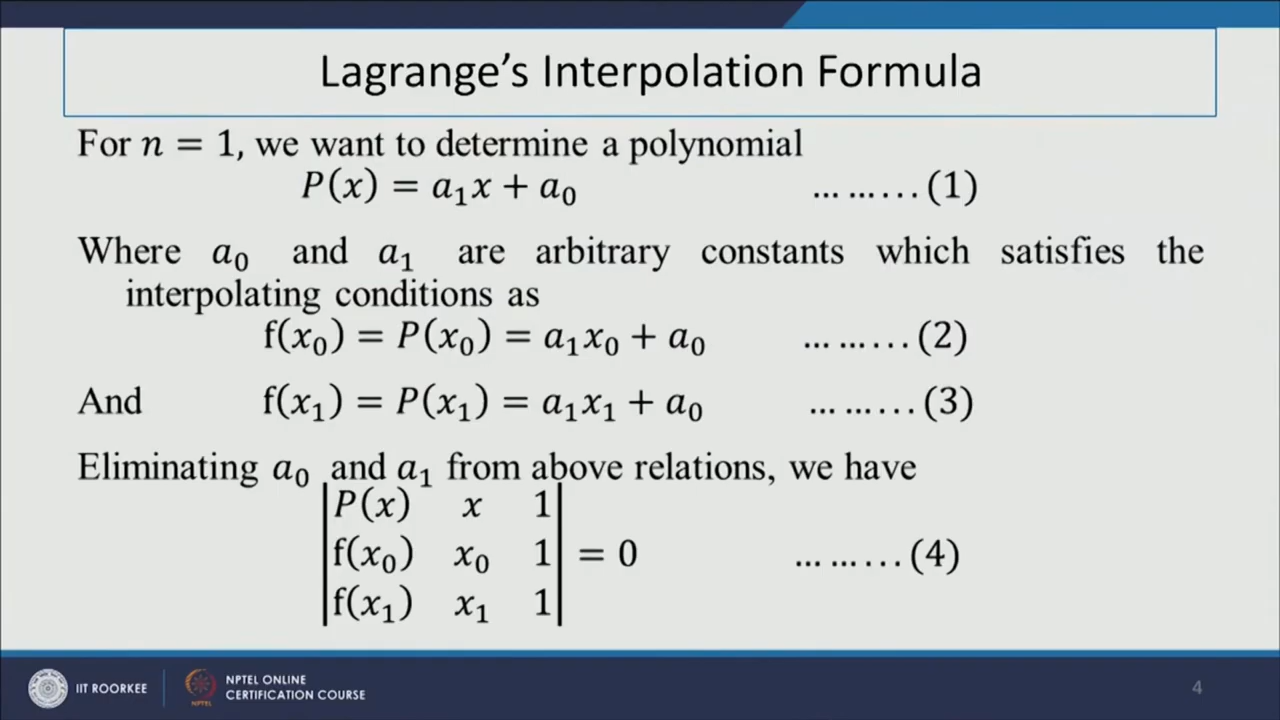 Lagrange's Interpolation Formula
For n = 1, we want to determine a polynomial
P(x) = a₁x + a₀ ... ... ... (1)
Where a₀ and a₁ are arbitrary constants which satisfies the
interpolating conditions as
f(x₀) = P(x₀) = a₁x₀ + a₀ ... ... ... (2)
And f(x₁) = P(x₁) = a₁x₁ + a₀ ... ... ... (3)
Eliminating a₀ and a₁ from above relations, we have
|P(x) x 1|
|f(x₀) x₀ 1| = 0 ... ... ... (4)
|f(x₁) x₁ 1|
IIT ROORKEE
NPTEL
NPTEL ONLINE
CERTIFICATION COURSE
4